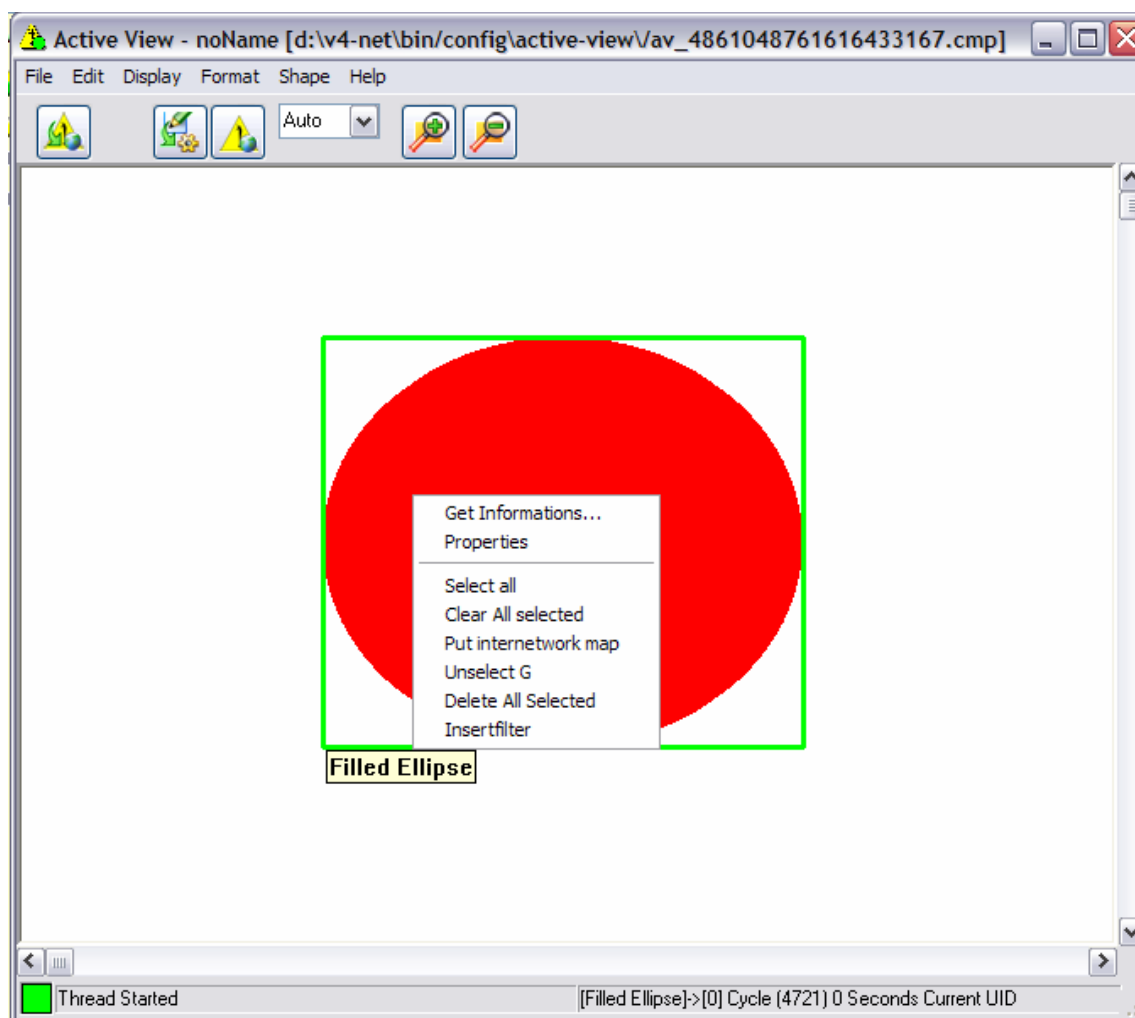 Active View - noName [d:\v4-net\bin/config\active-view\/av_4861048761616433167.cmp]
File Edit Display Format Shape Help
Auto
Get Informations...
Properties
Select all
Clear All selected
Put internetwork map
Unselect G
Delete All Selected
Insertfilter
Filled Ellipse
Thread Started
[Filled Ellipse]->[0] Cycle (4721) 0 Seconds Current UID